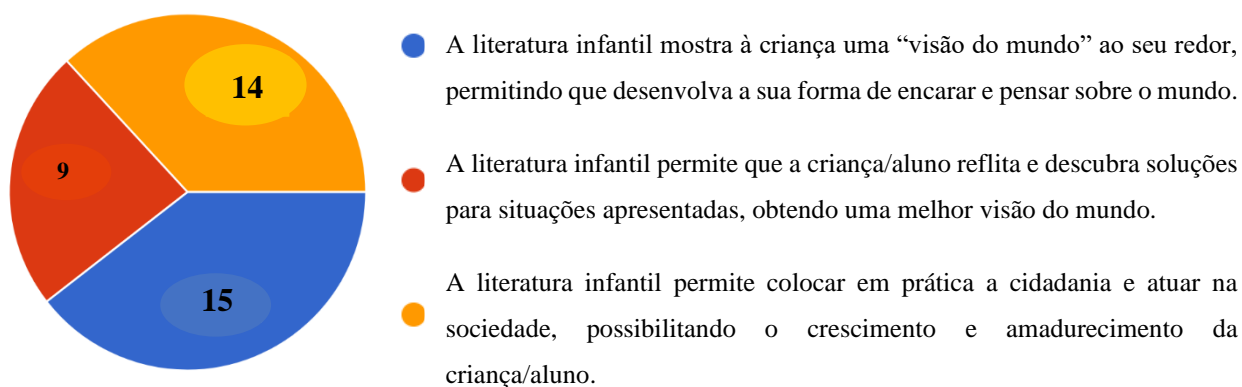 14
9
15
A literatura infantil mostra à criança uma “visão do mundo” ao seu redor,
permitindo que desenvolva a sua forma de encarar e pensar sobre o mundo.
A literatura infantil permite que a criança/aluno reflita e descubra soluções
para situações apresentadas, obtendo uma melhor visão do mundo.
A literatura infantil permite colocar em prática a cidadania e atuar na
sociedade, possibilitando o crescimento e amadurecimento da
criança/aluno.